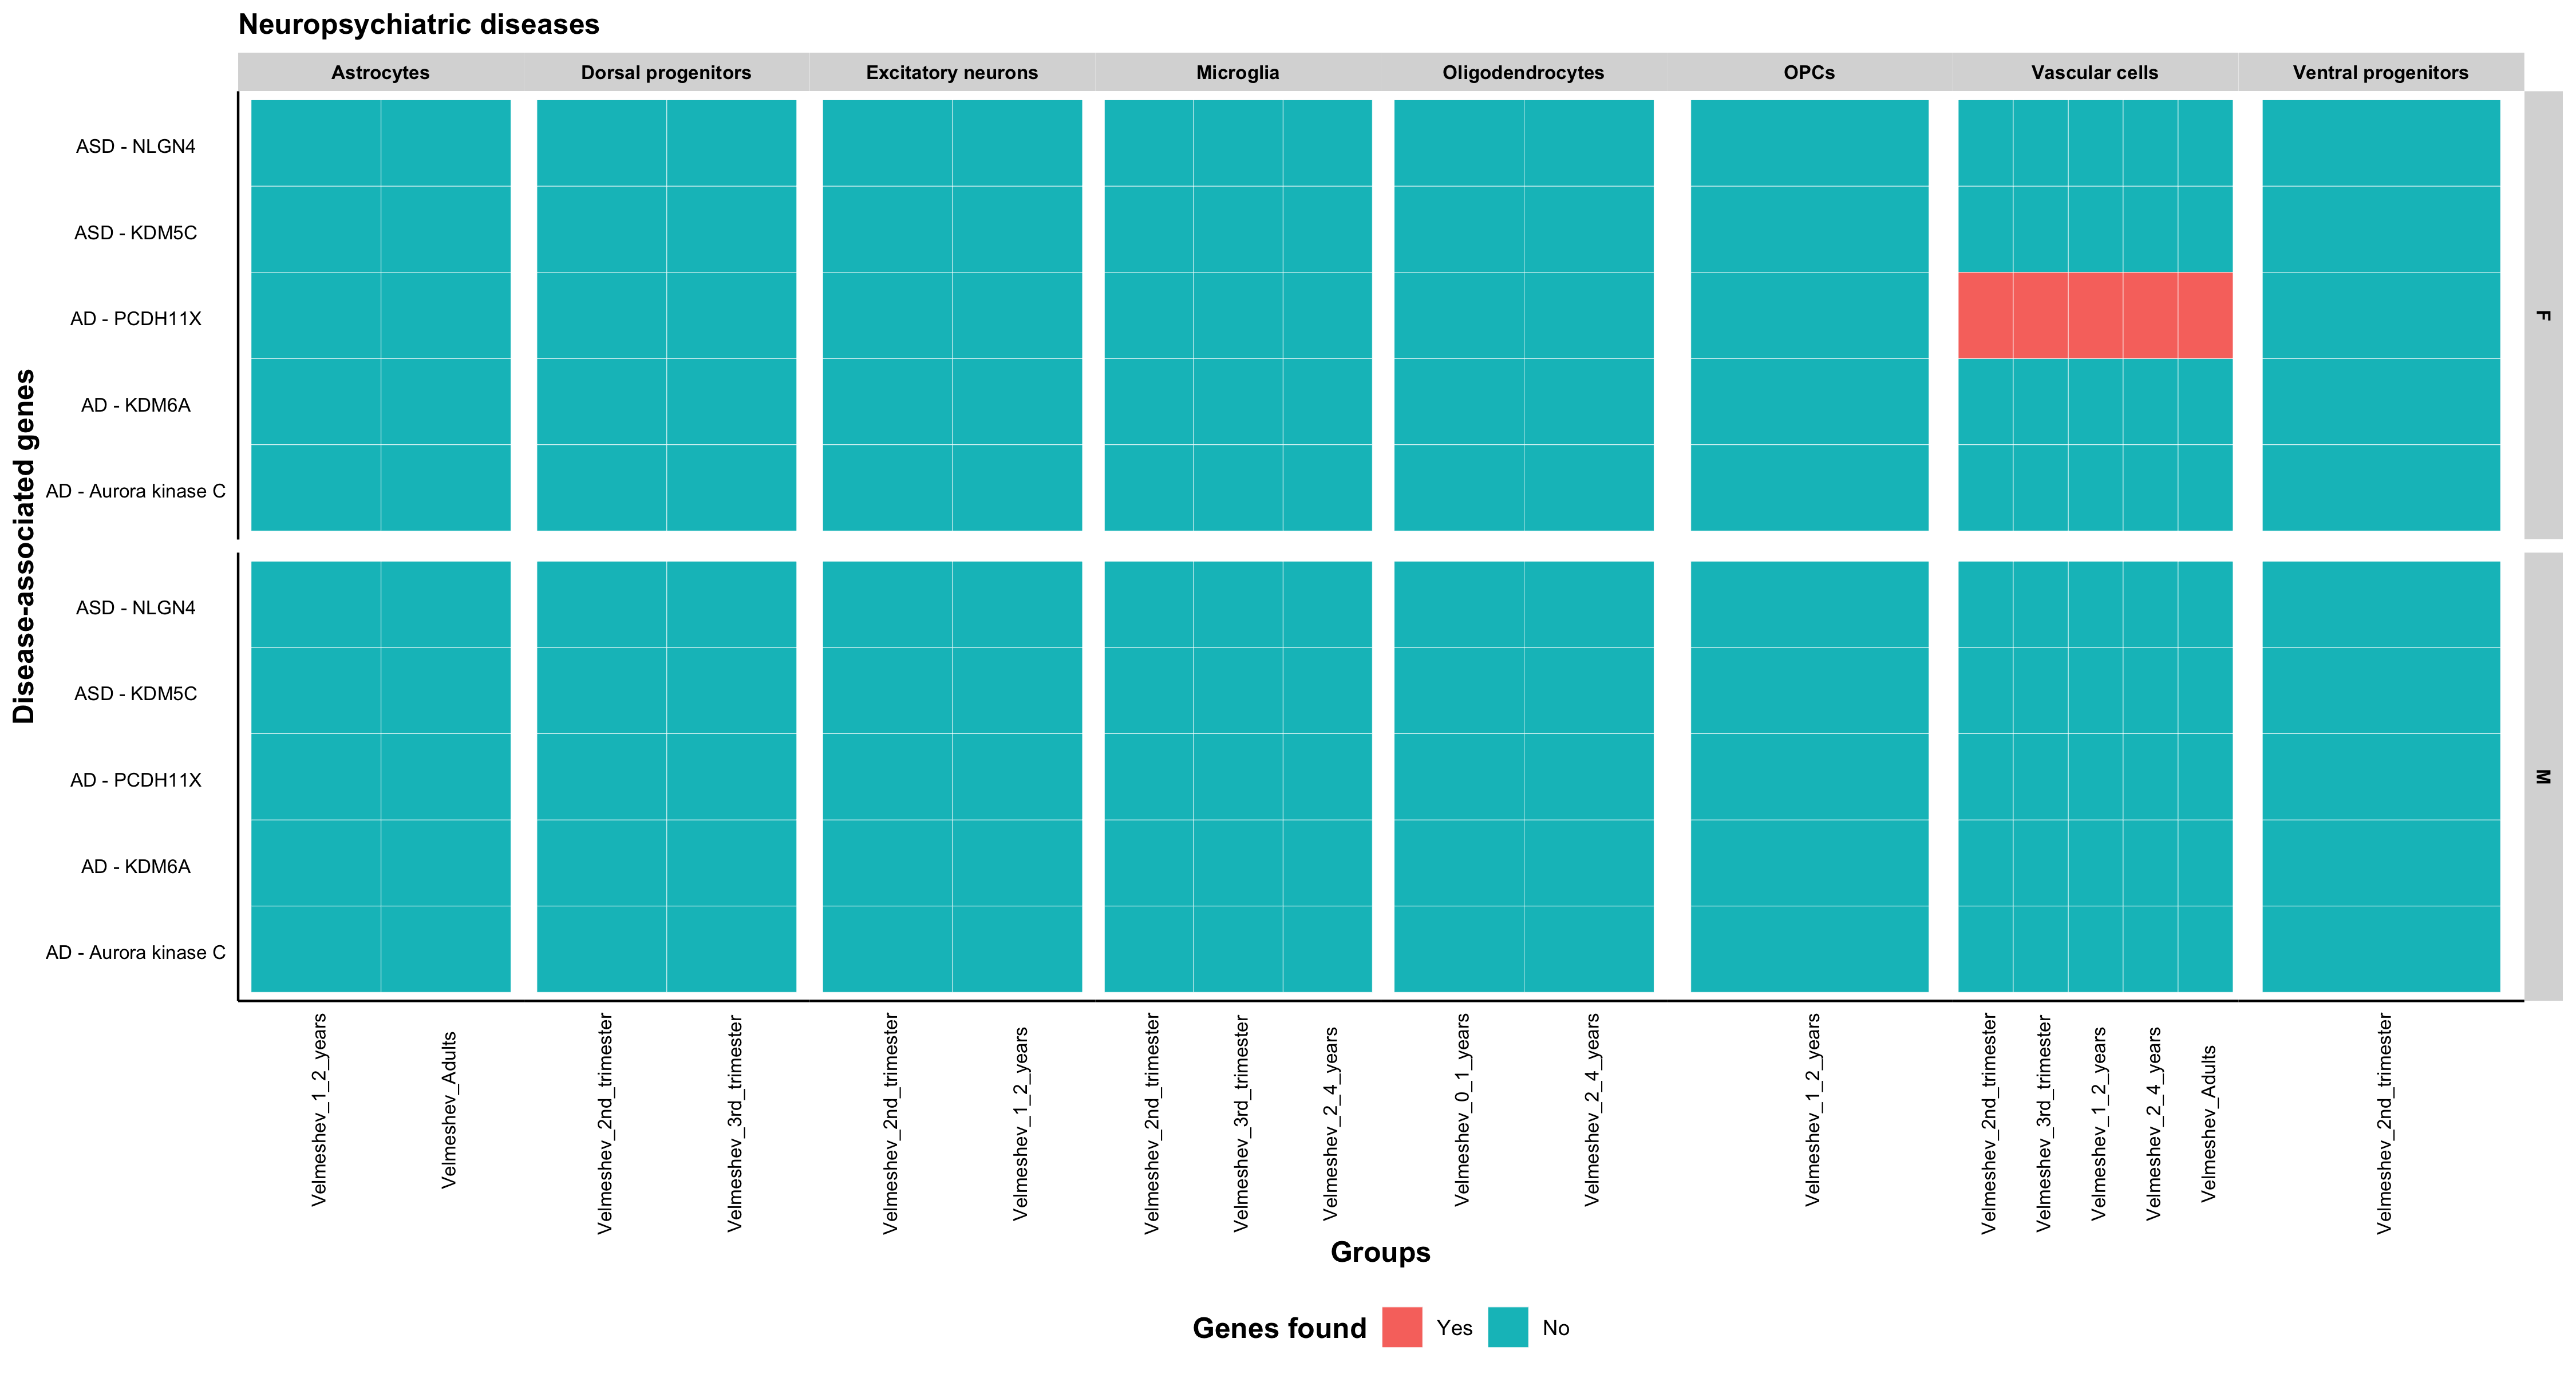 Neuropsychiatric diseases
Astrocytes Dorsal progenitors Excitatory neurons Microglia Oligodendrocytes OPCs Vascular cells Ventral progenitors
Disease-associated genes
ASD - NLGN4
ASD - KDM5C
AD - PCDH11X
AD - KDM6A
AD - Aurora kinase C
F
ASD - NLGN4
ASD - KDM5C
AD - PCDH11X
AD - KDM6A
AD - Aurora kinase C
M
Velmeshev_1_2_years
Velmeshev_Adults
Velmeshev_2nd_trimester
Velmeshev_3rd_trimester
Velmeshev_2nd_trimester
Velmeshev_1_2_years
Velmeshev_2nd_trimester
Velmeshev_3rd_trimester
Velmeshev_2_4_years
Velmeshev_0_1_years
Velmeshev_2_4_years
Velmeshev_1_2_years
Velmeshev_2nd_trimester
Velmeshev_3rd_trimester
Velmeshev_1_2_years
Velmeshev_2_4_years
Velmeshev_Adults
Velmeshev_2nd_trimester
Groups
Genes found Yes No